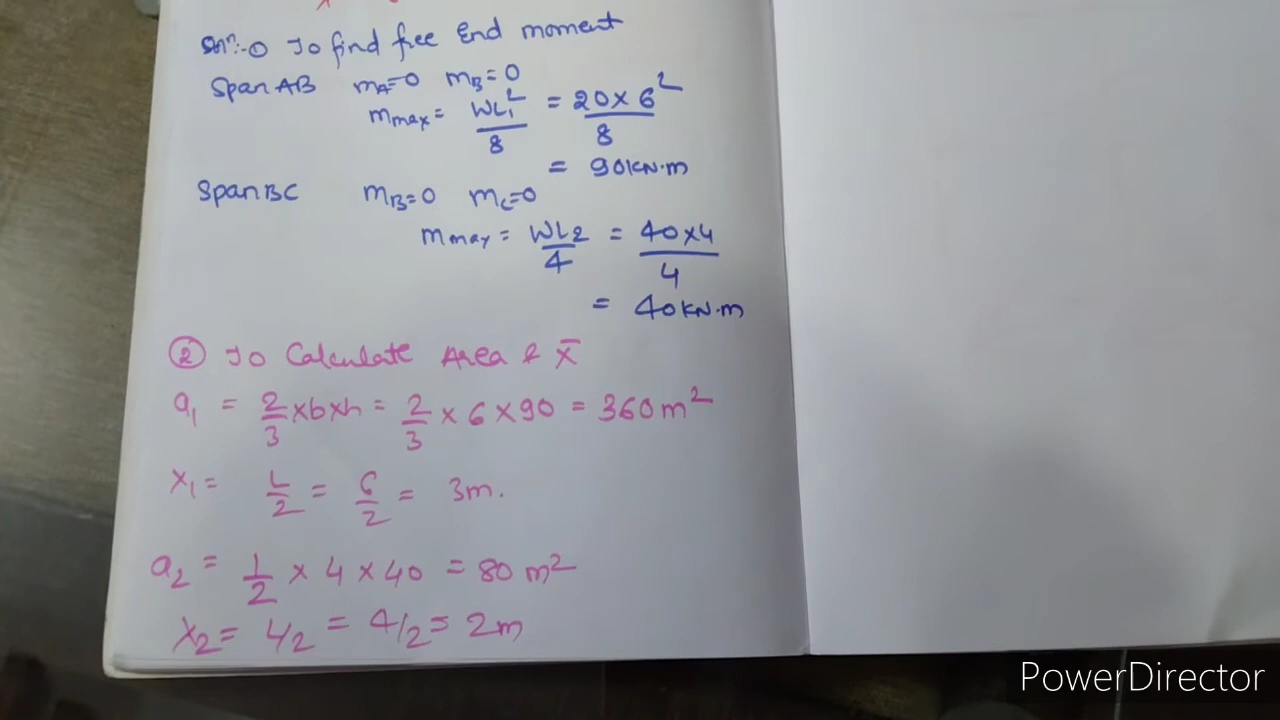 Soln:- ① To find free End moment
Span AB mA=0 mB=0
mmax = WL₁²/8 = 20×6²/8
= 90KN.m
Span BC mB=0 mC=0
mmax = WL2/4 = 40×4/4
= 40KN.m
② To Calculate Area & x̄
a₁ = 2/3×b×h = 2/3 × 6×90 = 360m²
x₁= L/2 = 6/2 = 3m.
a₂ = 1/2 × 4×40 = 80 m²
x₂= L/2 = 4/2= 2m
PowerDirector